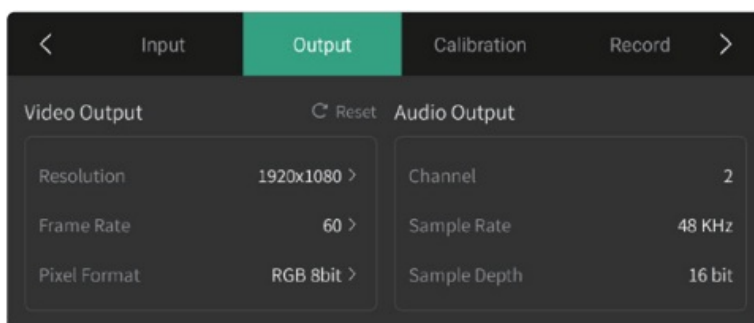 Input Output Calibration Record
Video Output Reset
Resolution 1920x1080
Frame Rate 60
Pixel Format RGB 8bit
Audio Output
Channel 2
Sample Rate 48 KHz
Sample Depth 16 bit